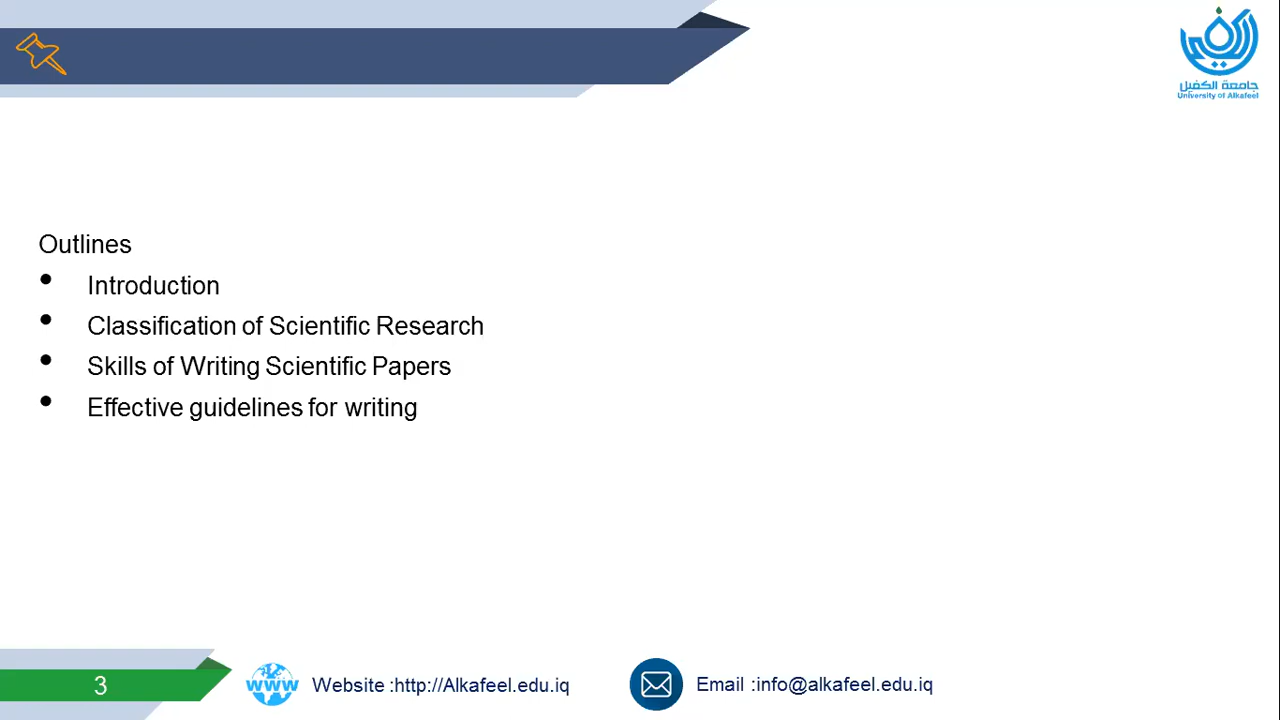 جامعة الكفيل
University of Alkafeel
Outlines
• Introduction
• Classification of Scientific Research
• Skills of Writing Scientific Papers
• Effective guidelines for writing
3
WWW
Website :http://Alkafeel.edu.iq
Email :info@alkafeel.edu.iq